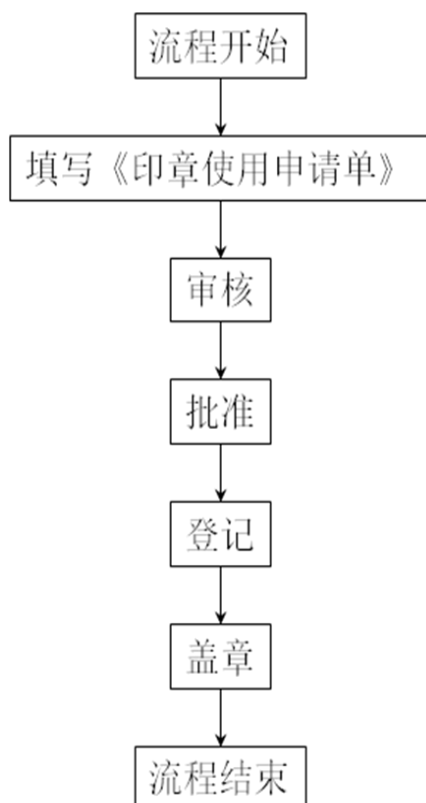 流程开始
填写《印章使用申请单》
审核
批准
登记
盖章
流程结束